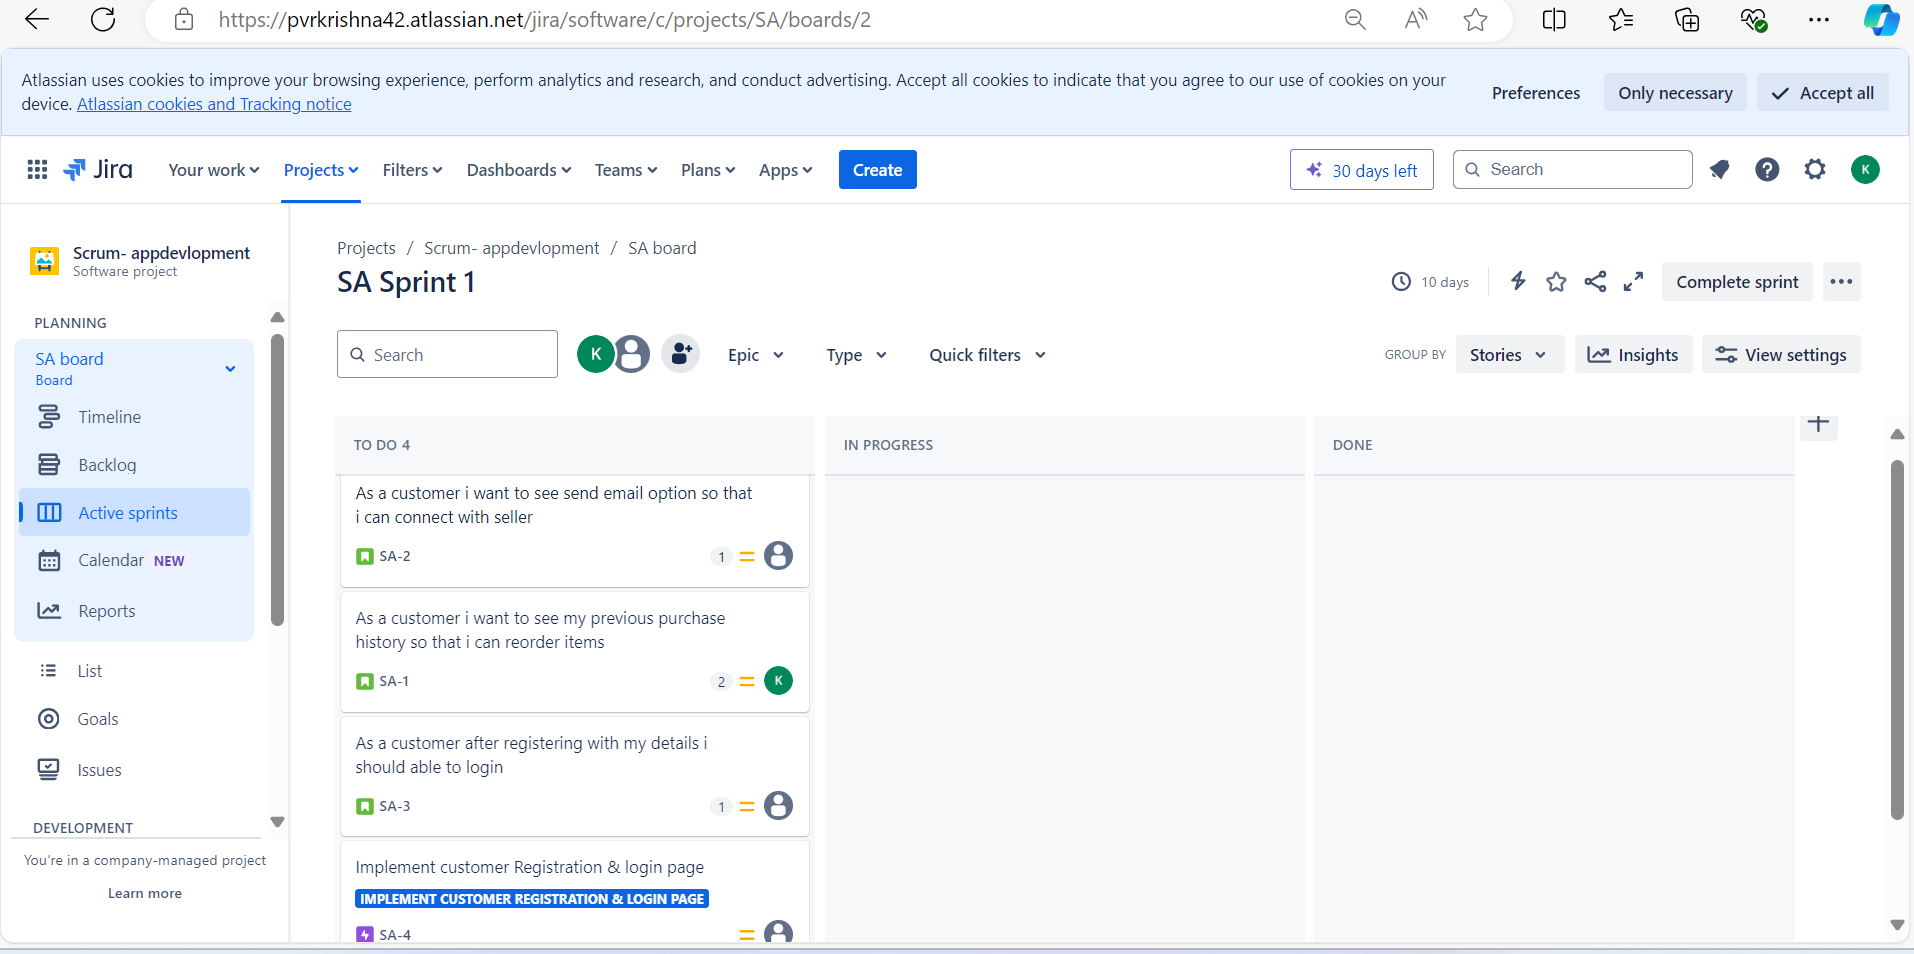 https://pvrkrishna42.atlassian.net/jira/software/c/projects/SA/boards/2
Atlassian uses cookies to improve your browsing experience, perform analytics and research, and conduct advertising. Accept all cookies to indicate that you agree to our use of cookies on your
device. Atlassian cookies and Tracking notice
Preferences
Only necessary
Accept all
Jira
Your work
Projects
Filters
Dashboards
Teams
Plans
Apps
Create
30 days left
Search
K
Scrum- appdevlopment
Software project
PLANNING
SA board
Board
Timeline
Backlog
Active sprints
Calendar NEW
Reports
List
Goals
Issues
DEVELOPMENT
You're in a company-managed project
Learn more
Projects / Scrum- appdevlopment / SA board
SA Sprint 1
10 days
Complete sprint
Search
K
Epic
Type
Quick filters
GROUP BY
Stories
Insights
View settings
TO DO 4
IN PROGRESS
DONE
As a customer i want to see send email option so that
i can connect with seller
SA-2
1
As a customer i want to see my previous purchase
history so that i can reorder items
SA-1
2
K
As a customer after registering with my details i
should able to login
SA-3
1
Implement customer Registration & login page
IMPLEMENT CUSTOMER REGISTRATION & LOGIN PAGE
SA-4